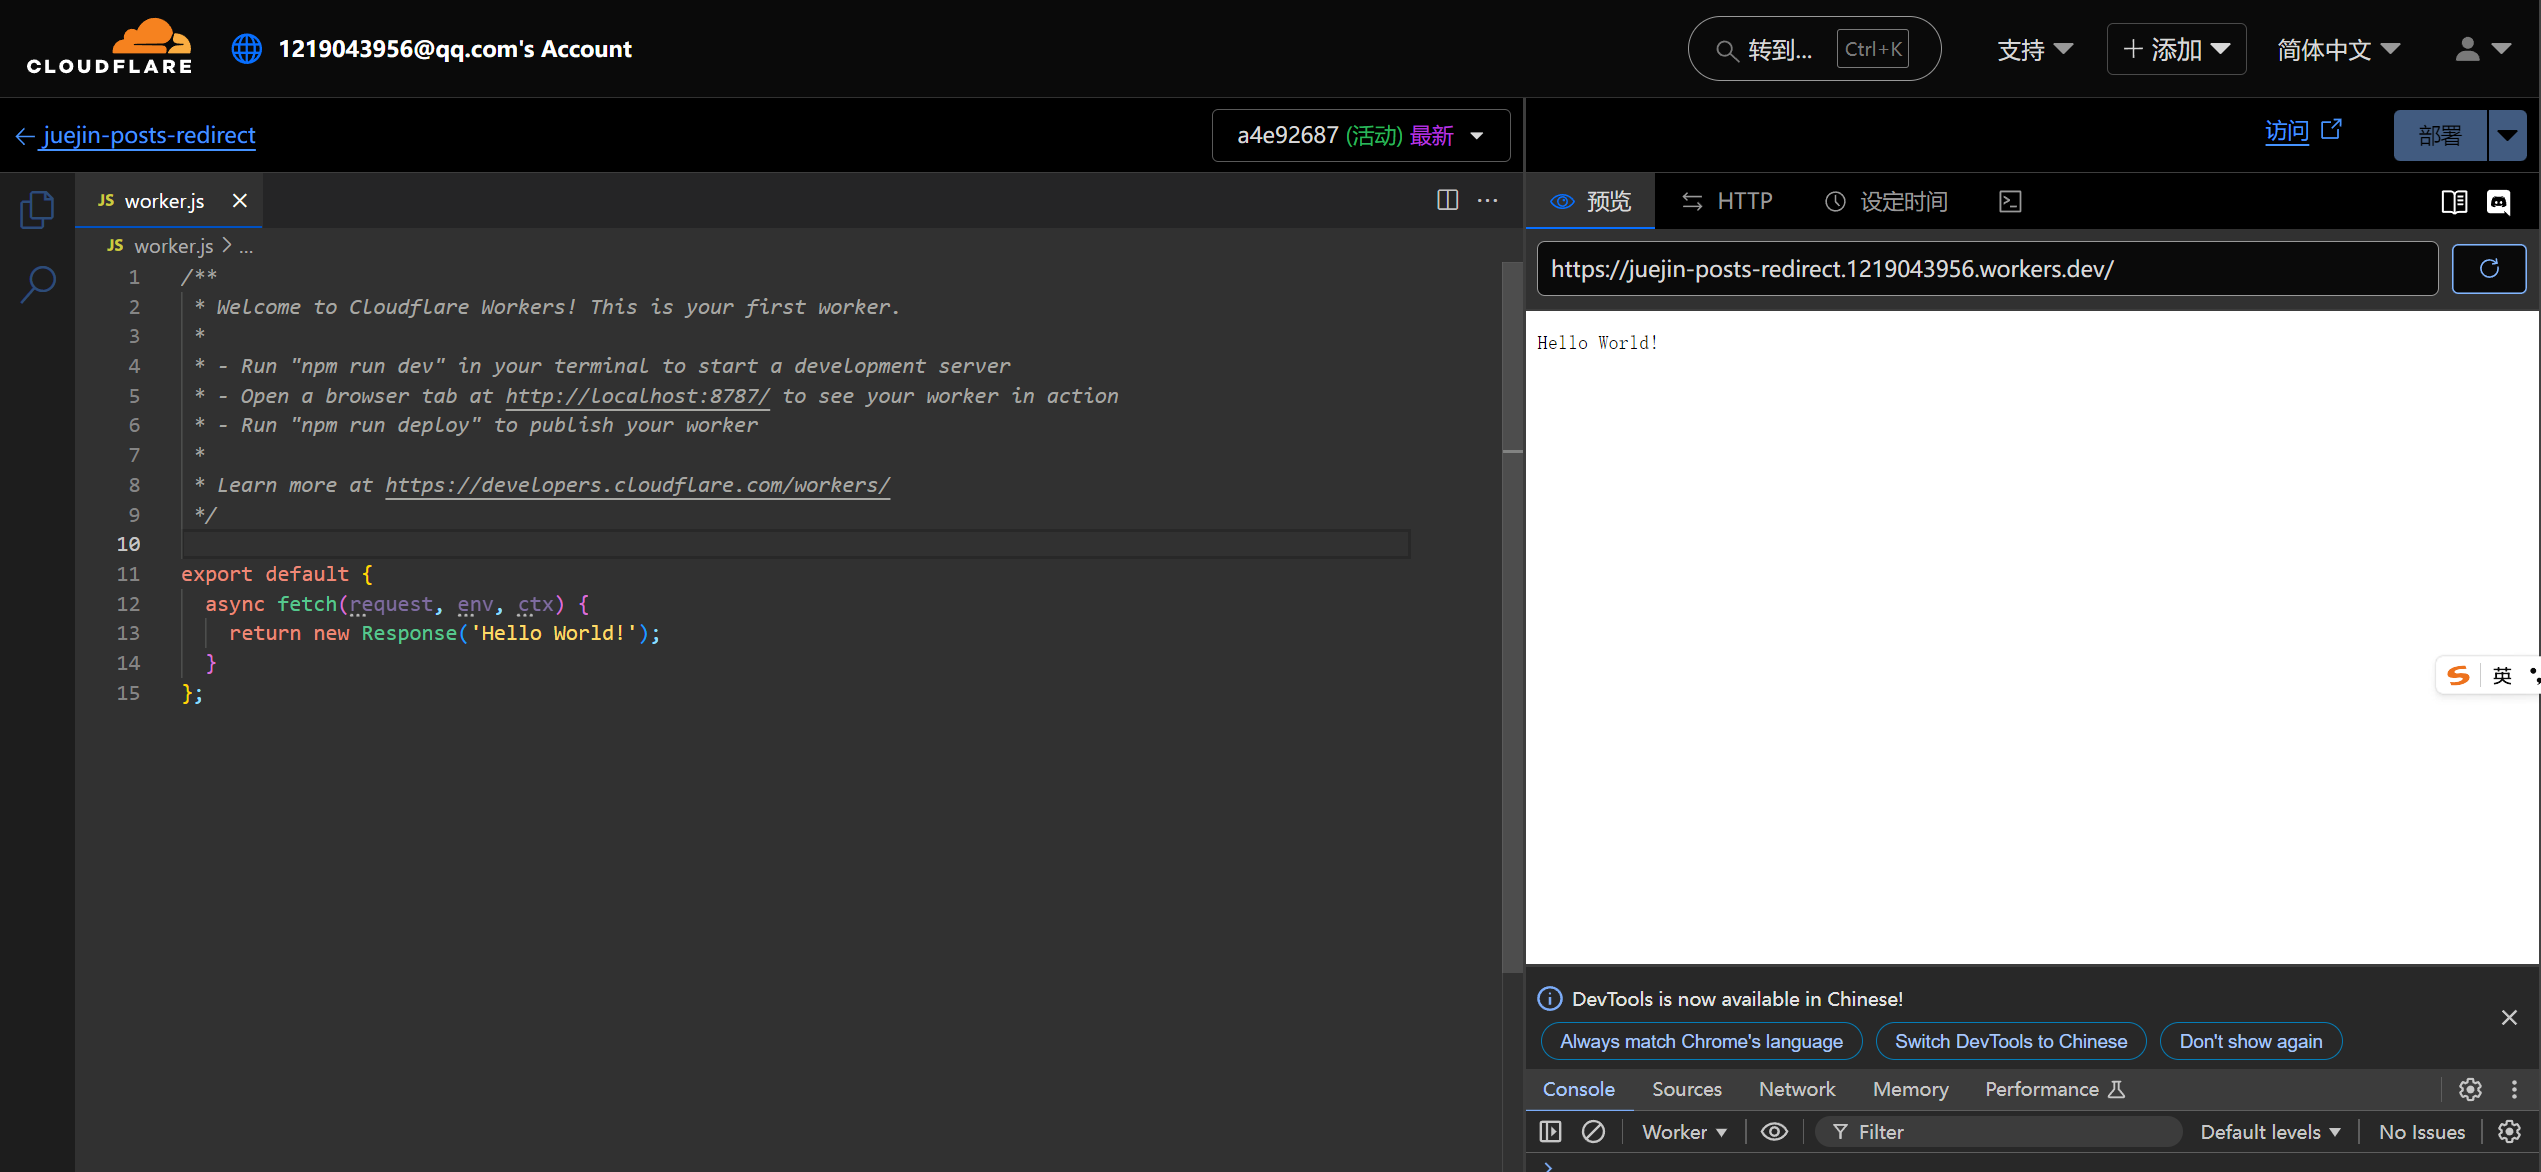 CLOUDFLARE
1219043956@qq.com's Account
转到... Ctrl+K
支持
+ 添加
简体中文
← juejin-posts-redirect
a4e92687 (活动) 最新
访问
部署
JS worker.js
预览
HTTP
设定时间
JS worker.js > ...
https://juejin-posts-redirect.1219043956.workers.dev/
Hello World!
1 /**
2 * Welcome to Cloudflare Workers! This is your first worker.
3 *
4 * - Run "npm run dev" in your terminal to start a development server
5 * - Open a browser tab at http://localhost:8787/ to see your worker in action
6 * - Run "npm run deploy" to publish your worker
7 *
8 * Learn more at https://developers.cloudflare.com/workers/
9 */
10
11 export default {
12 async fetch(request, env, ctx) {
13 return new Response('Hello World!');
14 }
15 };
英
DevTools is now available in Chinese!
Always match Chrome's language
Switch DevTools to Chinese
Don't show again
Console Sources Network Memory Performance
Worker
Filter
Default levels
No Issues